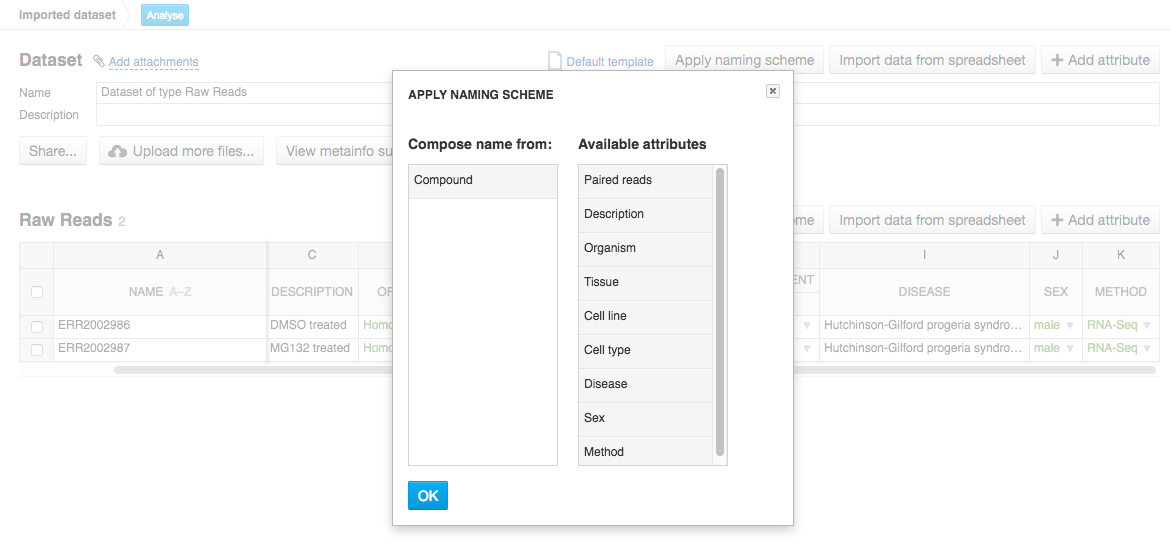 Imported dataset
Analyse
Dataset
Add attachments
Default template
Apply naming scheme
Import data from spreadsheet
+ Add attribute
Name
Dataset of type Raw Reads
Description
Share...
Upload more files...
View metainfo su
APPLY NAMING SCHEME
Compose name from:
Available attributes
Compound
Paired reads
Description
Organism
Tissue
Cell line
Cell type
Disease
Sex
Method
OK
Raw Reads 2
me
Import data from spreadsheet
+ Add attribute
A C I J K
NAME A–Z DESCRIPTION OR ENT DISEASE SEX METHOD
ERR2002986 DMSO treated Homo Hutchinson-Gilford progeria syndro... male RNA-Seq
ERR2002987 MG132 treated Homo Hutchinson-Gilford progeria syndro... male RNA-Seq